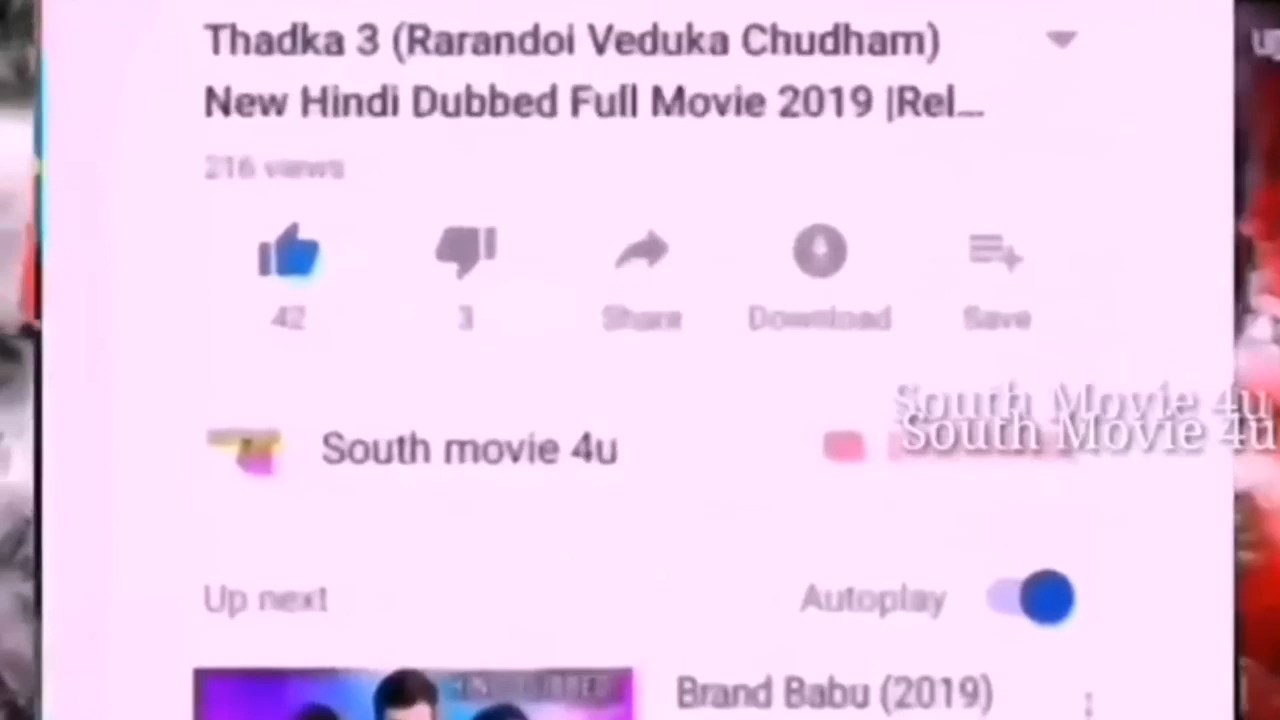 Thadka 3 (Rarandoi Veduka Chudham)
New Hindi Dubbed Full Movie 2019 |Rel...
216 views
42
3
Share
Download
Save
South movie 4u
South Movie 4u
South Movie 4u
Up next
Autoplay
Brand Babu (2019)